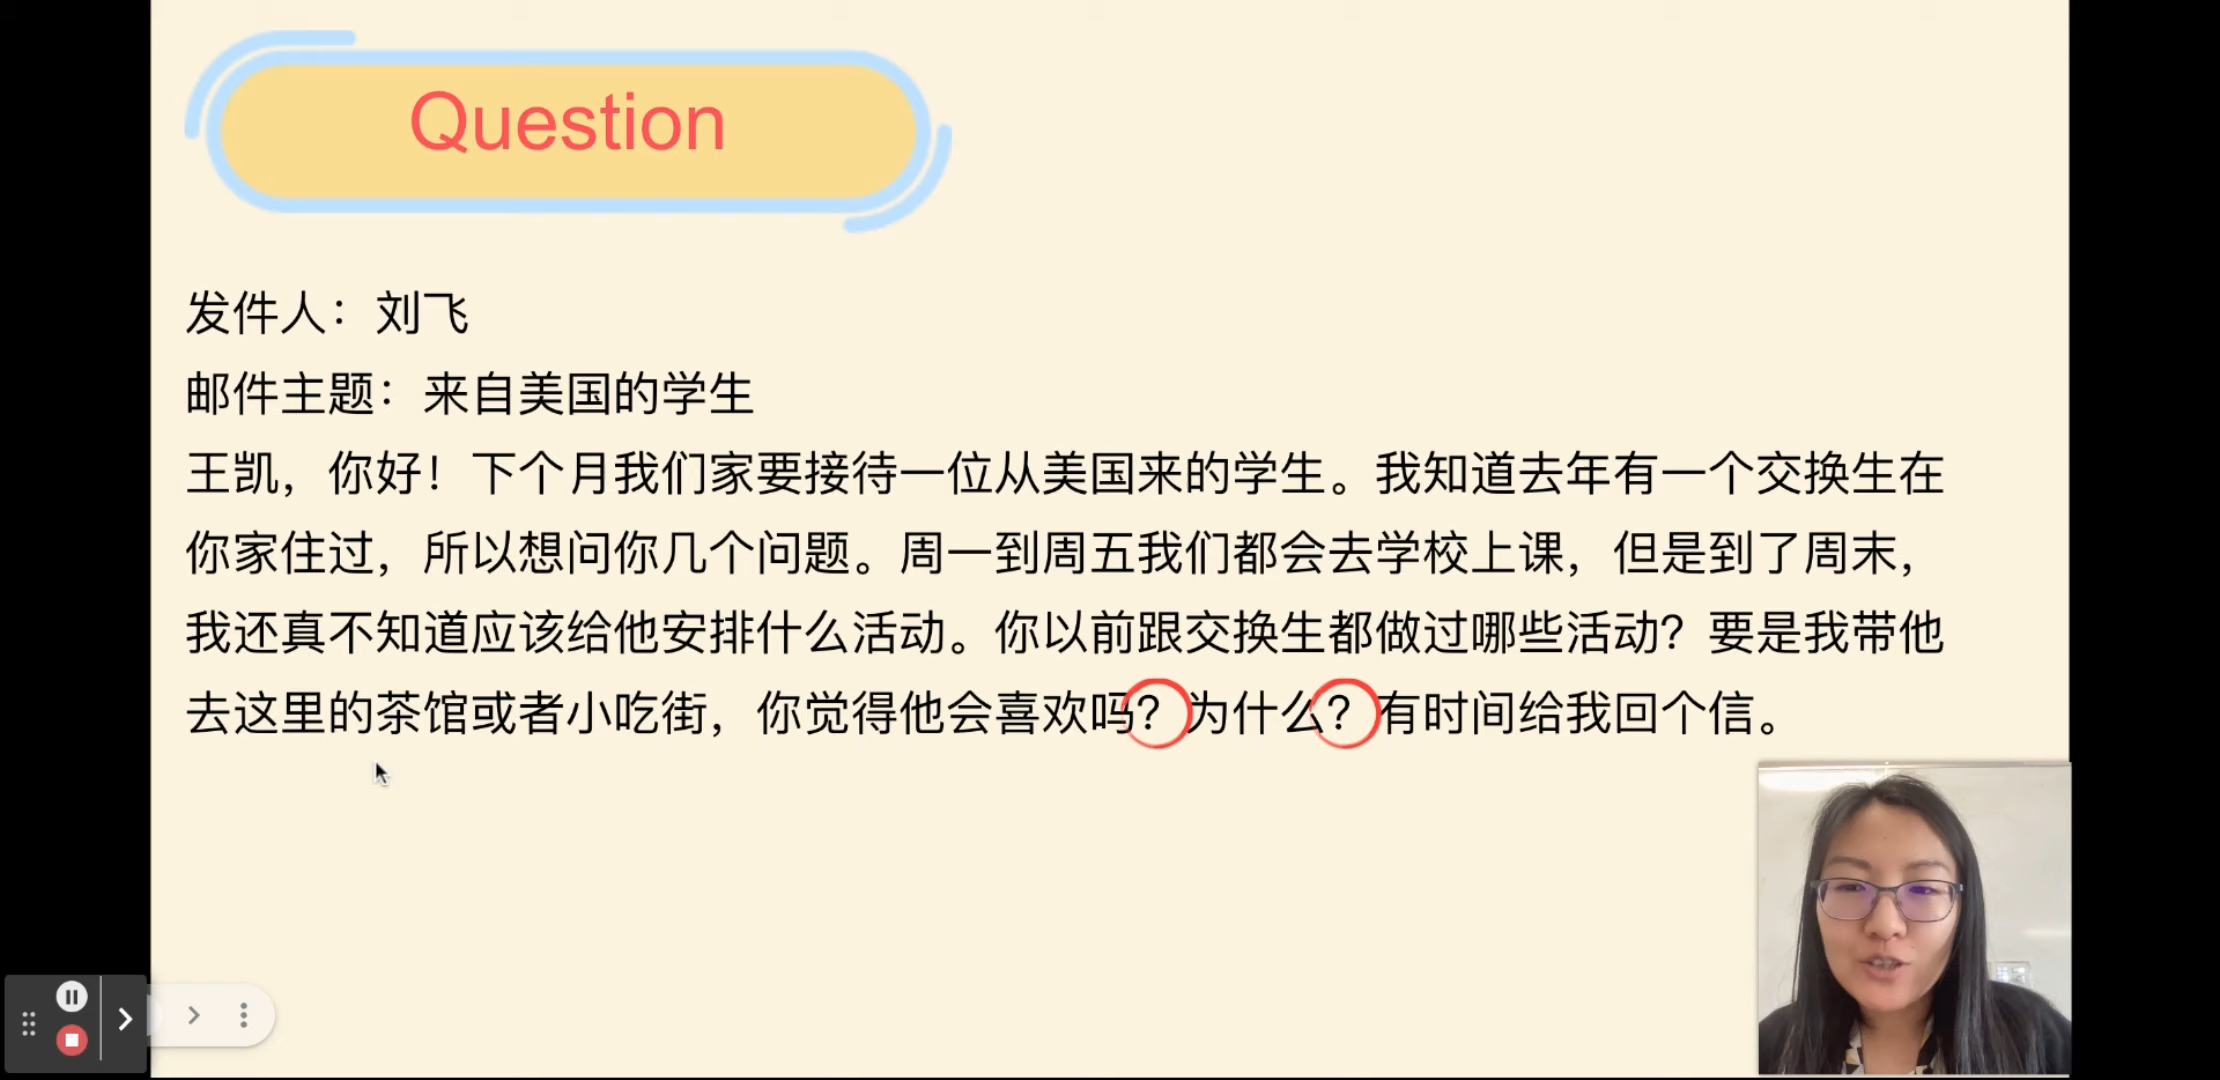 Question
发件人：刘飞
邮件主题：来自美国的学生
王凯，你好！下个月我们家要接待一位从美国来的学生。我知道去年有一个交换生在
你家住过，所以想问你几个问题。周一到周五我们都会去学校上课，但是到了周末，
我还真不知道应该给他安排什么活动。你以前跟交换生都做过哪些活动？要是我带他
去这里的茶馆或者小吃街，你觉得他会喜欢吗？为什么？有时间给我回个信。